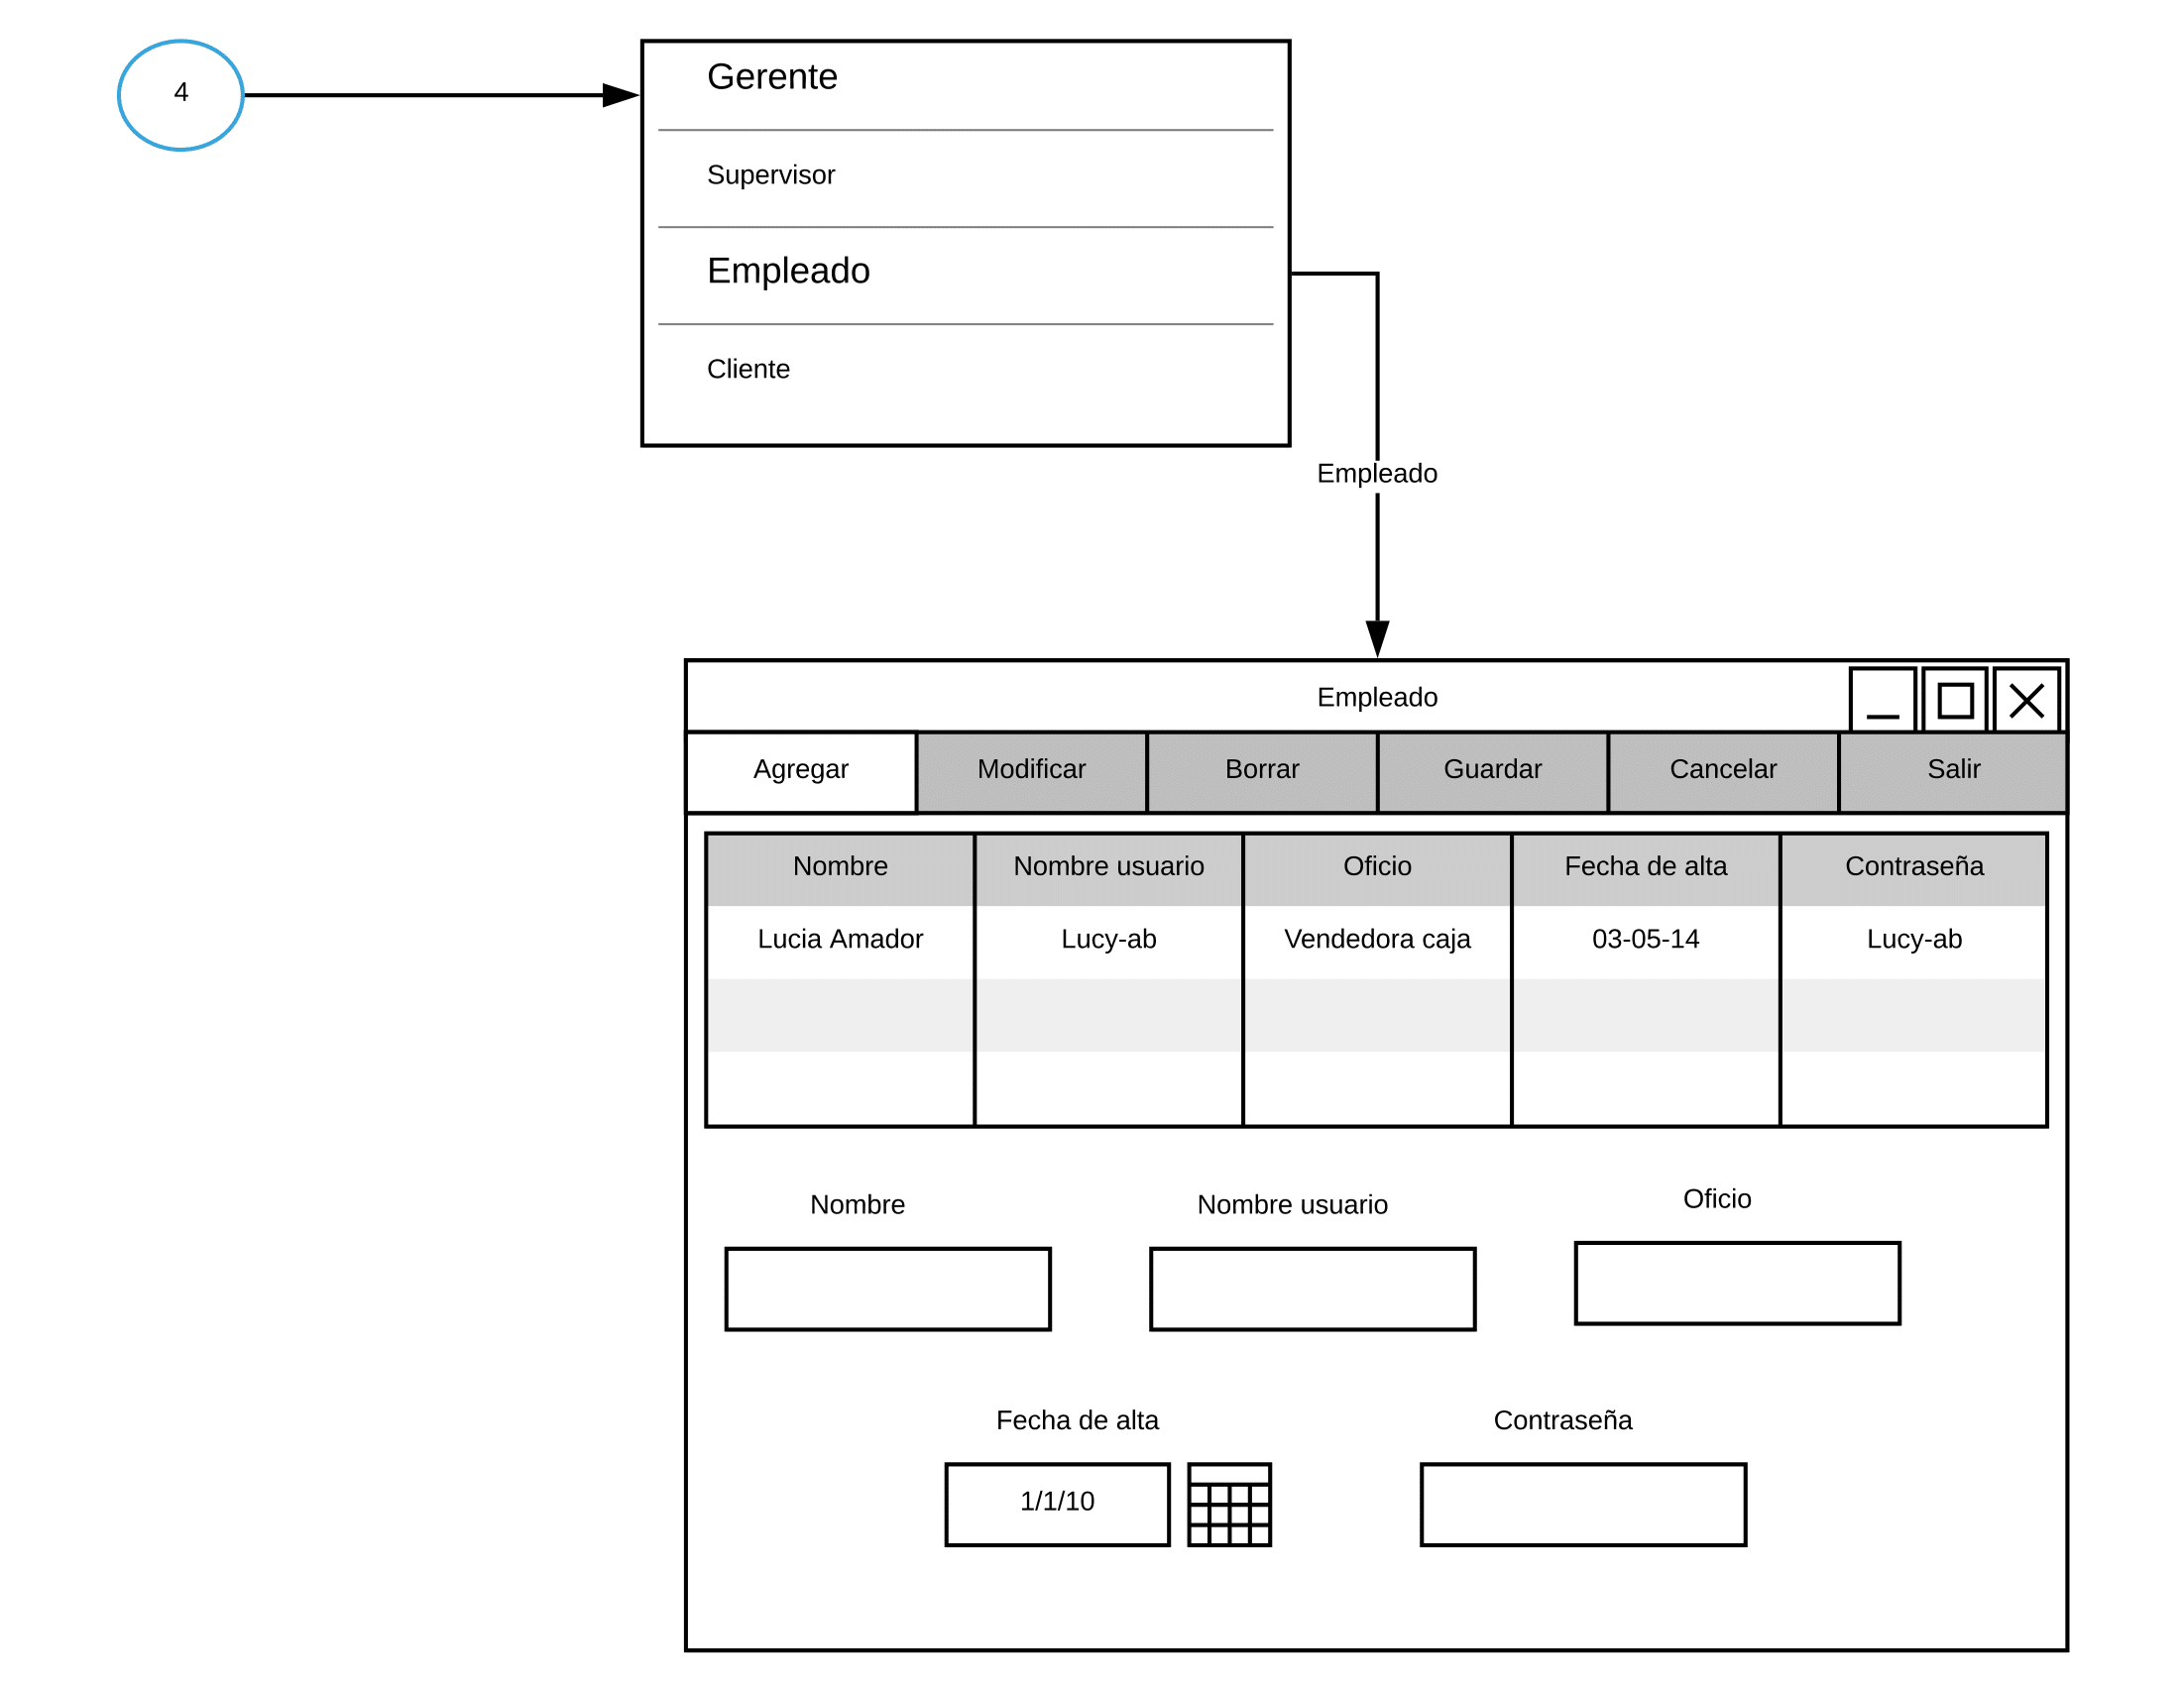 4
Gerente
Supervisor
Empleado
Cliente
Empleado
Empleado
Agregar Modificar Borrar Guardar Cancelar Salir
Nombre Nombre usuario Oficio Fecha de alta Contraseña
Lucia Amador Lucy-ab Vendedora caja 03-05-14 Lucy-ab
Nombre Nombre usuario Oficio
Fecha de alta Contraseña
1/1/10